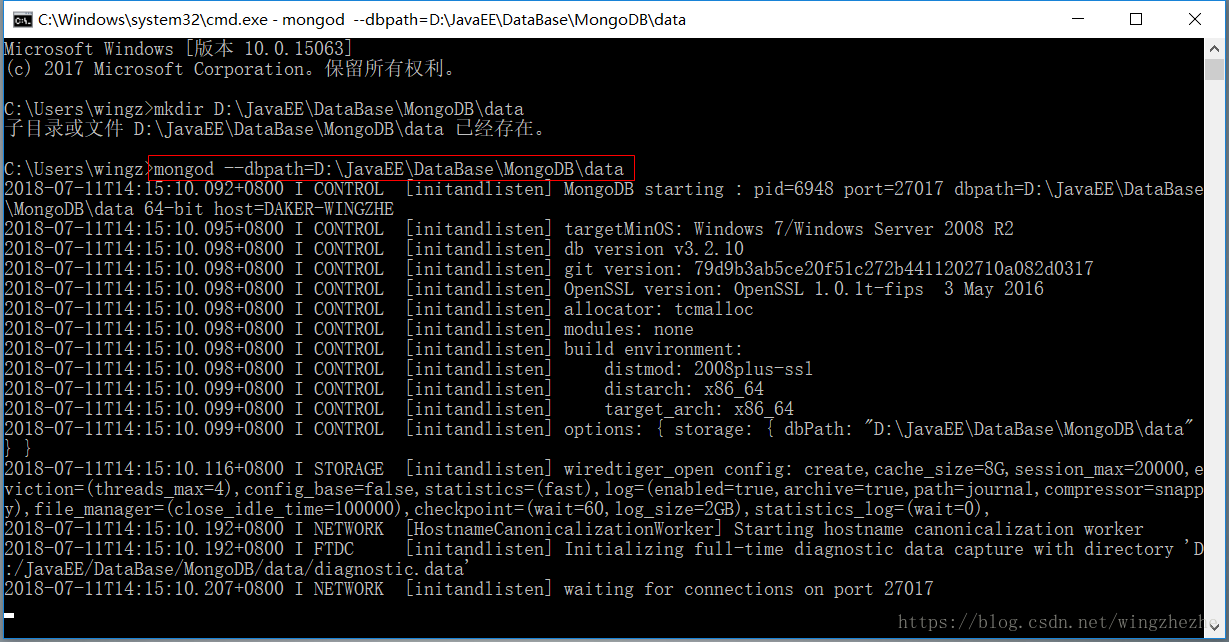 C:\Windows\system32\cmd.exe - mongod  --dbpath=D:\JavaEE\DataBase\MongoDB\data
Microsoft Windows [版本 10.0.15063]
(c) 2017 Microsoft Corporation。保留所有权利。
C:\Users\wingz>mkdir D:\JavaEE\DataBase\MongoDB\data
子目录或文件 D:\JavaEE\DataBase\MongoDB\data 已经存在。
C:\Users\wingz>mongod --dbpath=D:\JavaEE\DataBase\MongoDB\data
2018-07-11T14:15:10.092+0800 I CONTROL  [initandlisten] MongoDB starting : pid=6948 port=27017 dbpath=D:\JavaEE\DataBase
\MongoDB\data 64-bit host=DAKER-WINGZHE
2018-07-11T14:15:10.095+0800 I CONTROL  [initandlisten] targetMinOS: Windows 7/Windows Server 2008 R2
2018-07-11T14:15:10.098+0800 I CONTROL  [initandlisten] db version v3.2.10
2018-07-11T14:15:10.098+0800 I CONTROL  [initandlisten] git version: 79d9b3ab5ce20f51c272b4411202710a082d0317
2018-07-11T14:15:10.098+0800 I CONTROL  [initandlisten] OpenSSL version: OpenSSL 1.0.1t-fips  3 May 2016
2018-07-11T14:15:10.098+0800 I CONTROL  [initandlisten] allocator: tcmalloc
2018-07-11T14:15:10.098+0800 I CONTROL  [initandlisten] modules: none
2018-07-11T14:15:10.098+0800 I CONTROL  [initandlisten] build environment:
2018-07-11T14:15:10.098+0800 I CONTROL  [initandlisten]     distmod: 2008plus-ssl
2018-07-11T14:15:10.099+0800 I CONTROL  [initandlisten]     distarch: x86_64
2018-07-11T14:15:10.099+0800 I CONTROL  [initandlisten]     target_arch: x86_64
2018-07-11T14:15:10.099+0800 I CONTROL  [initandlisten] options: { storage: { dbPath: "D:\JavaEE\DataBase\MongoDB\data"
} }
2018-07-11T14:15:10.116+0800 I STORAGE  [initandlisten] wiredtiger_open config: create,cache_size=8G,session_max=20000,e
viction=(threads_max=4),config_base=false,statistics=(fast),log=(enabled=true,archive=true,path=journal,compressor=snapp
y),file_manager=(close_idle_time=100000),checkpoint=(wait=60,log_size=2GB),statistics_log=(wait=0),
2018-07-11T14:15:10.192+0800 I NETWORK  [HostnameCanonicalizationWorker] Starting hostname canonicalization worker
2018-07-11T14:15:10.192+0800 I FTDC     [initandlisten] Initializing full-time diagnostic data capture with directory 'D
:/JavaEE/DataBase/MongoDB/data/diagnostic.data'
2018-07-11T14:15:10.207+0800 I NETWORK  [initandlisten] waiting for connections on port 27017
https://blog.csdn.net/wingzhezhe